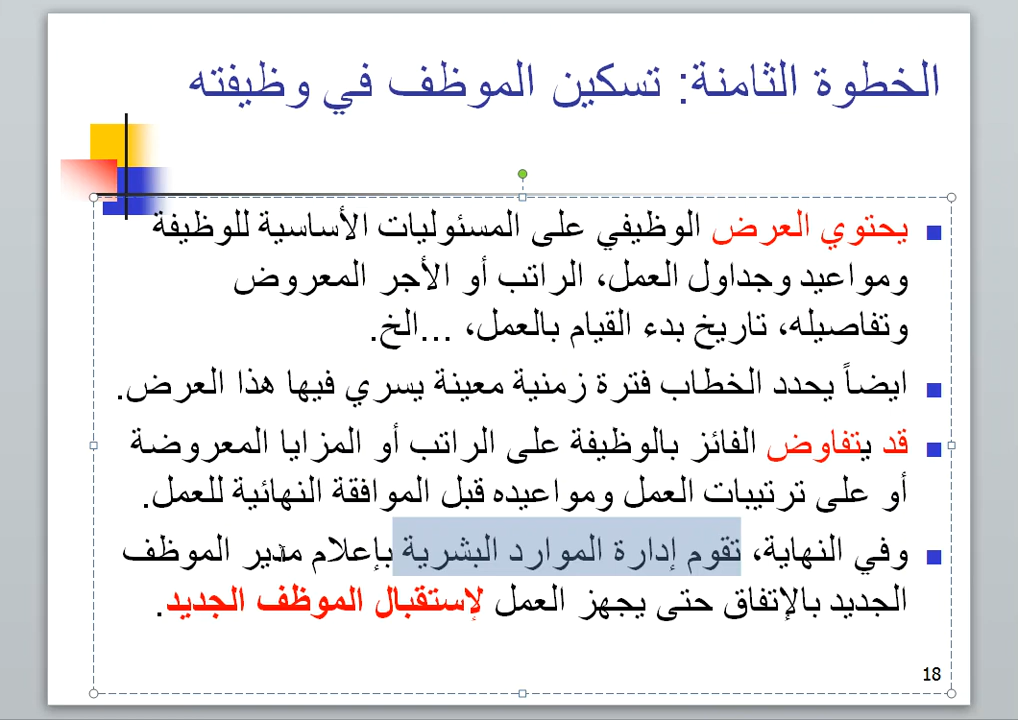 الخطوة الثامنة: تسكين الموظف في وظيفته
يحتوي العرض الوظيفي على المسئوليات الأساسية للوظيفة
ومواعيد وجداول العمل، الراتب أو الأجر المعروض
وتفاصيله، تاريخ بدء القيام بالعمل، ...الخ.
ايضاً يحدد الخطاب فترة زمنية معينة يسري فيها هذا العرض.
قد يتفاوض الفائز بالوظيفة على الراتب أو المزايا المعروضة
أو على ترتيبات العمل ومواعيده قبل الموافقة النهائية للعمل.
وفي النهاية، تقوم إدارة الموارد البشرية بإعلام مدير الموظف
الجديد بالإتفاق حتى يجهز العمل لإستقبال الموظف الجديد.
18